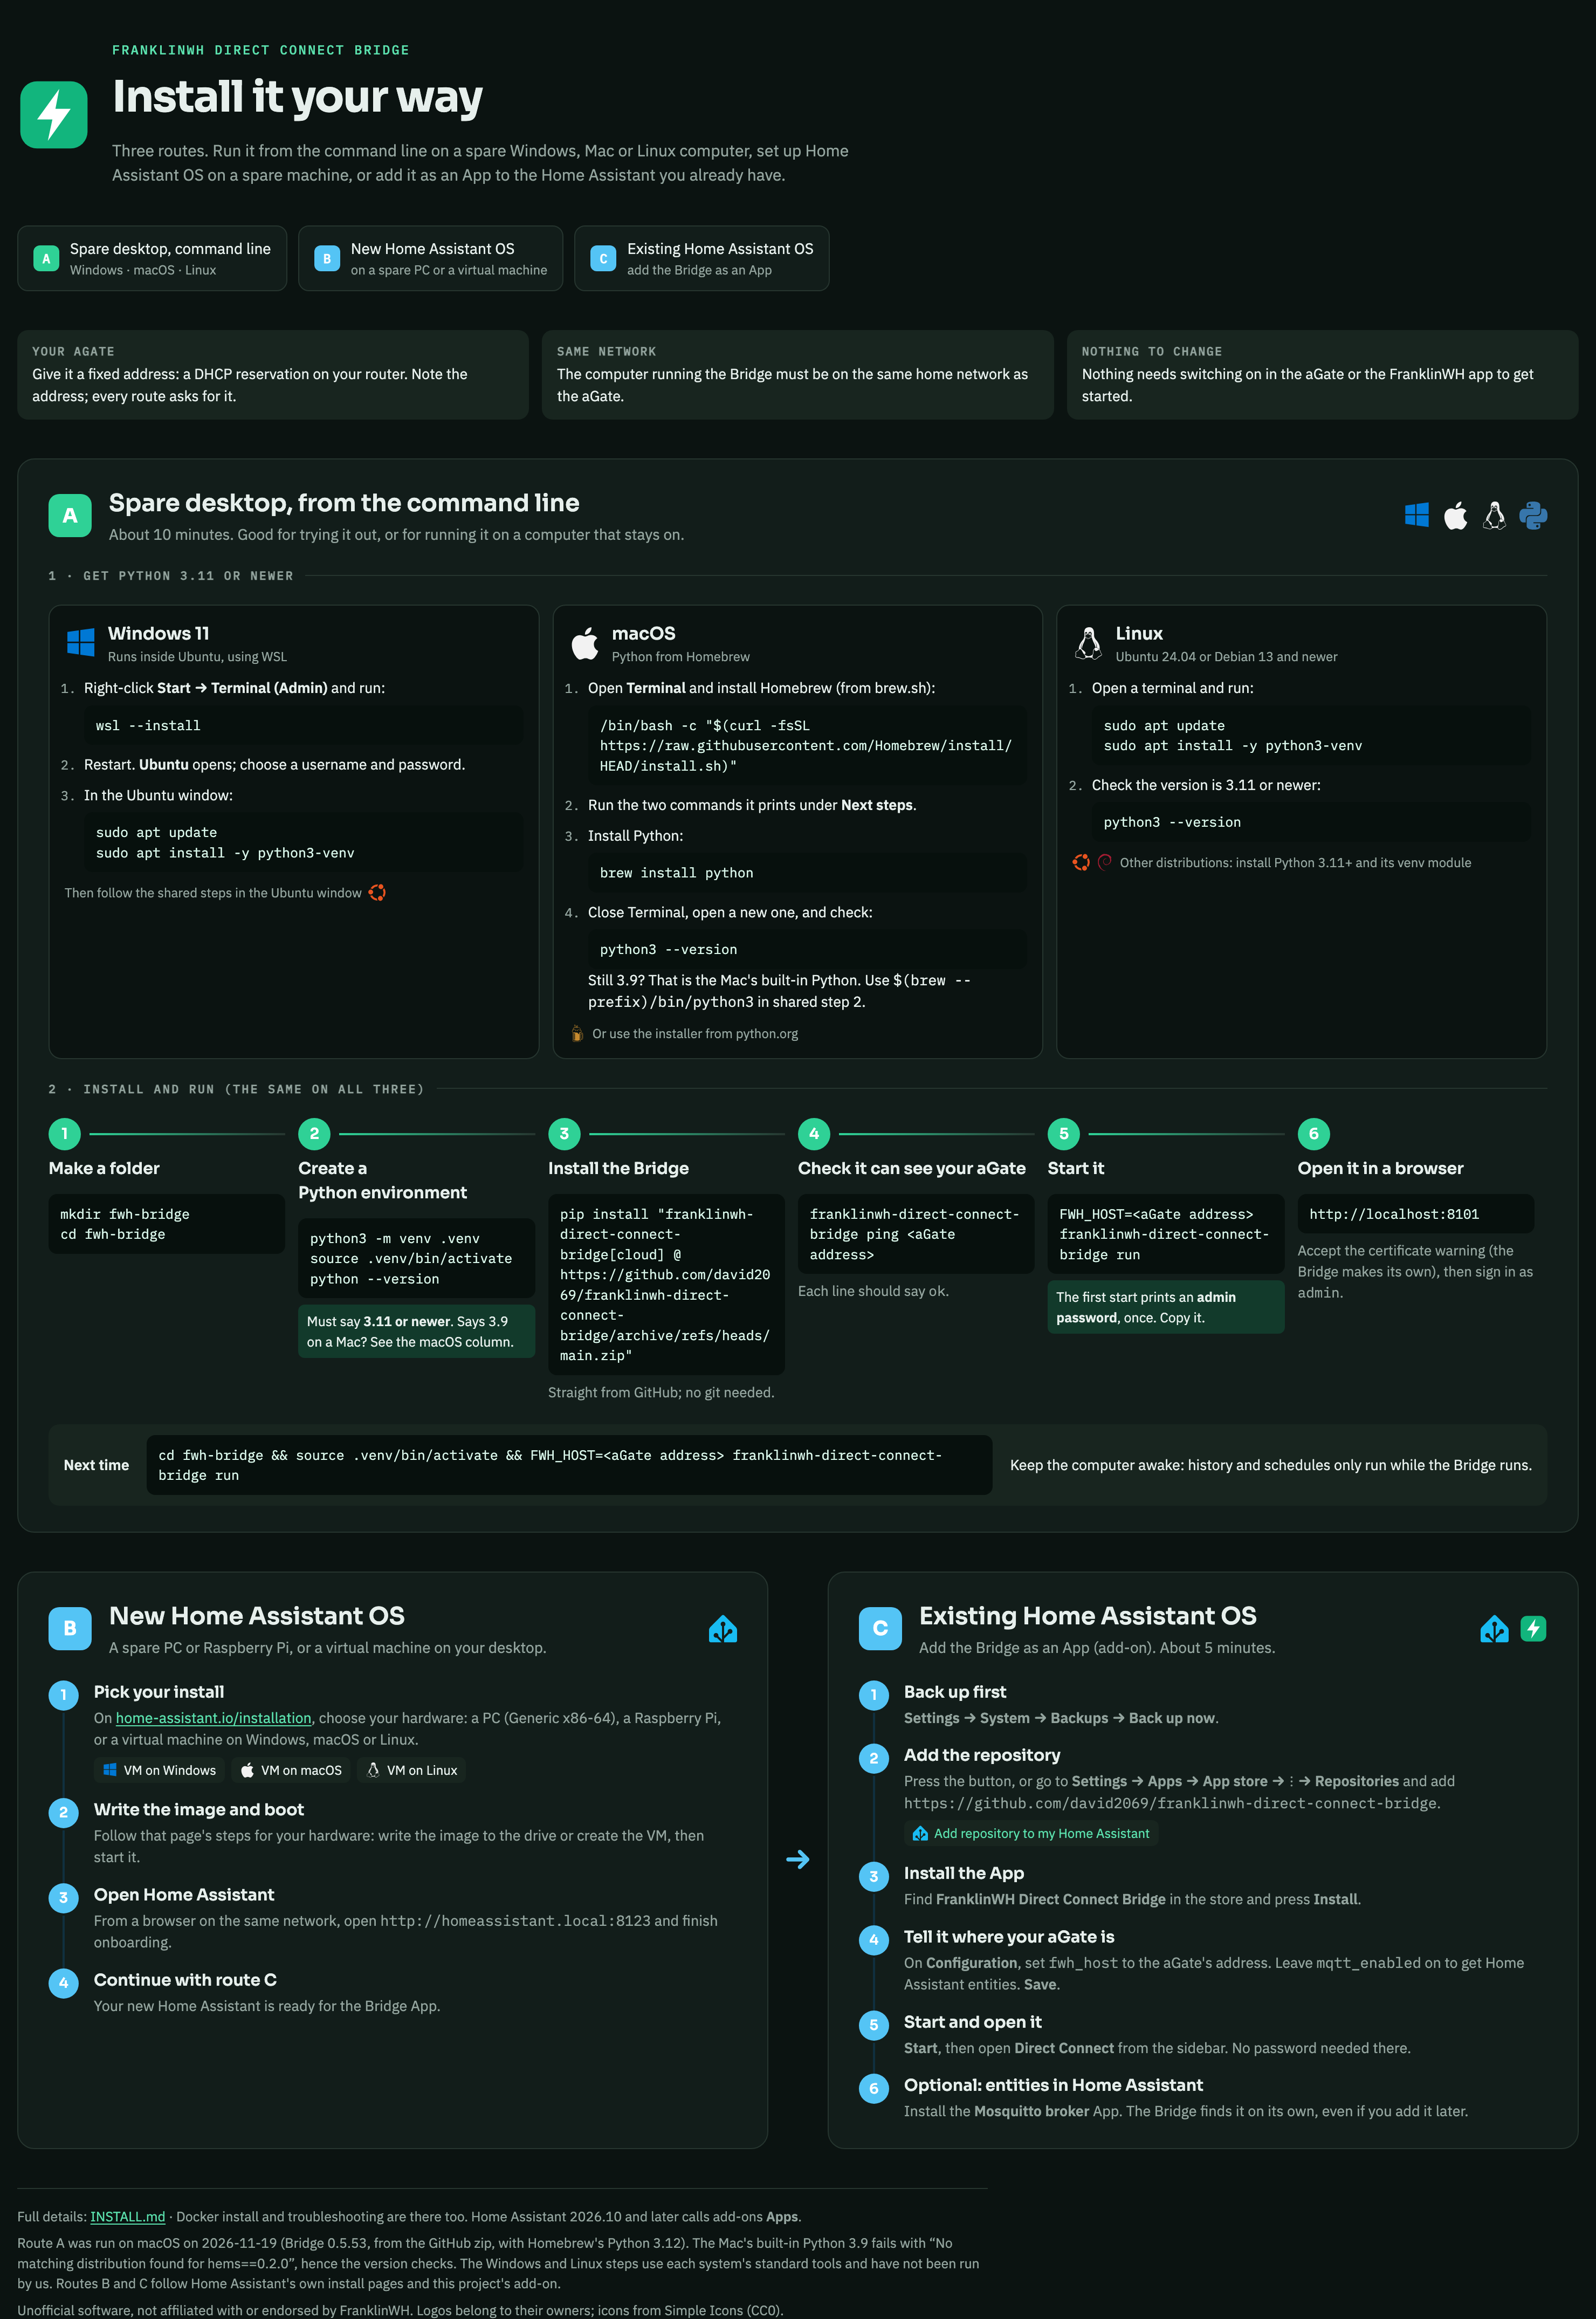 FRANKLINWH DIRECT CONNECT BRIDGE
Install it your way
Three routes. Run it from the command line on a spare Windows, Mac or Linux computer, set up Home
Assistant OS on a spare machine, or add it as an App to the Home Assistant you already have.
A
Spare desktop, command line
Windows · macOS · Linux
B
New Home Assistant OS
on a spare PC or a virtual machine
C
Existing Home Assistant OS
add the Bridge as an App
YOUR AGATE
Give it a fixed address: a DHCP reservation on your router. Note the
address; every route asks for it.
SAME NETWORK
The computer running the Bridge must be on the same home network as
the aGate.
NOTHING TO CHANGE
Nothing needs switching on in the aGate or the FranklinWH app to get
started.
A
Spare desktop, from the command line
About 10 minutes. Good for trying it out, or for running it on a computer that stays on.
1 · GET PYTHON 3.11 OR NEWER
Windows 11
Runs inside Ubuntu, using WSL
1. Right-click Start → Terminal (Admin) and run:
wsl --install
2. Restart. Ubuntu opens; choose a username and password.
3. In the Ubuntu window:
sudo apt update
sudo apt install -y python3-venv
Then follow the shared steps in the Ubuntu window
macOS
Python from Homebrew
1. Open Terminal and install Homebrew (from brew.sh):
/bin/bash -c "$(curl -fsSL
https://raw.githubusercontent.com/Homebrew/install/
HEAD/install.sh)"
2. Run the two commands it prints under Next steps.
3. Install Python:
brew install python
4. Close Terminal, open a new one, and check:
python3 --version
Still 3.9? That is the Mac's built-in Python. Use $(brew --
prefix)/bin/python3 in shared step 2.
Or use the installer from python.org
Linux
Ubuntu 24.04 or Debian 13 and newer
1. Open a terminal and run:
sudo apt update
sudo apt install -y python3-venv
2. Check the version is 3.11 or newer:
python3 --version
Other distributions: install Python 3.11+ and its venv module
2 · INSTALL AND RUN (THE SAME ON ALL THREE)
1
Make a folder
mkdir fwh-bridge
cd fwh-bridge
2
Create a
Python environment
python3 -m venv .venv
source .venv/bin/activate
python --version
Must say 3.11 or newer. Says 3.9
on a Mac? See the macOS column.
3
Install the Bridge
pip install "franklinwh-
direct-connect-
bridge[cloud] @
https://github.com/david20
69/franklinwh-direct-
connect-
bridge/archive/refs/heads/
main.zip"
Straight from GitHub; no git needed.
4
Check it can see your aGate
franklinwh-direct-connect-
bridge ping <aGate
address>
Each line should say ok.
5
Start it
FWH_HOST=<aGate address>
franklinwh-direct-connect-
bridge run
The first start prints an admin
password, once. Copy it.
6
Open it in a browser
http://localhost:8101
Accept the certificate warning (the
Bridge makes its own), then sign in as
admin.
Next time
cd fwh-bridge && source .venv/bin/activate && FWH_HOST=<aGate address> franklinwh-direct-connect-
bridge run
Keep the computer awake: history and schedules only run while the Bridge runs.
B
New Home Assistant OS
A spare PC or Raspberry Pi, or a virtual machine on your desktop.
1
Pick your install
On home-assistant.io/installation, choose your hardware: a PC (Generic x86-64), a Raspberry Pi,
or a virtual machine on Windows, macOS or Linux.
VM on Windows
VM on macOS
VM on Linux
2
Write the image and boot
Follow that page's steps for your hardware: write the image to the drive or create the VM, then
start it.
3
Open Home Assistant
From a browser on the same network, open http://homeassistant.local:8123 and finish
onboarding.
4
Continue with route C
Your new Home Assistant is ready for the Bridge App.
→
C
Existing Home Assistant OS
Add the Bridge as an App (add-on). About 5 minutes.
1
Back up first
Settings → System → Backups → Back up now.
2
Add the repository
Press the button, or go to Settings → Apps → App store → ⋮ → Repositories and add
https://github.com/david2069/franklinwh-direct-connect-bridge.
Add repository to my Home Assistant
3
Install the App
Find FranklinWH Direct Connect Bridge in the store and press Install.
4
Tell it where your aGate is
On Configuration, set fwh_host to the aGate's address. Leave mqtt_enabled on to get Home
Assistant entities. Save.
5
Start and open it
Start, then open Direct Connect from the sidebar. No password needed there.
6
Optional: entities in Home Assistant
Install the Mosquitto broker App. The Bridge finds it on its own, even if you add it later.
Full details: INSTALL.md · Docker install and troubleshooting are there too. Home Assistant 2026.10 and later calls add-ons Apps.
Route A was run on macOS on 2026-11-19 (Bridge 0.5.53, from the GitHub zip, with Homebrew's Python 3.12). The Mac's built-in Python 3.9 fails with “No
matching distribution found for hems==0.2.0”, hence the version checks. The Windows and Linux steps use each system's standard tools and have not been run
by us. Routes B and C follow Home Assistant's own install pages and this project's add-on.
Unofficial software, not affiliated with or endorsed by FranklinWH. Logos belong to their owners; icons from Simple Icons (CC0).